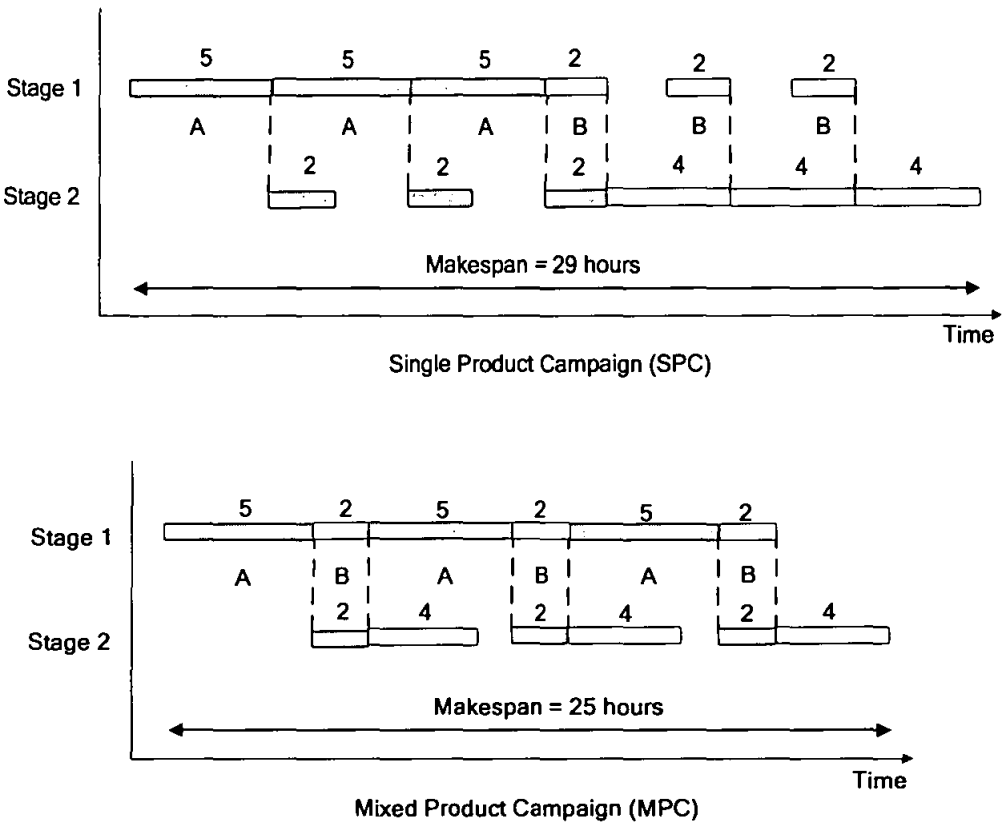 5 5 5 2 2 2
Stage 1
A A A B B B
2 2 2 4 4 4
Stage 2
Makespan = 29 hours
Time
Single Product Campaign (SPC)
5 2 5 2 5 2
Stage 1
A B A B A B
2 4 2 4 2 4
Stage 2
Makespan = 25 hours
Time
Mixed Product Campaign (MPC)